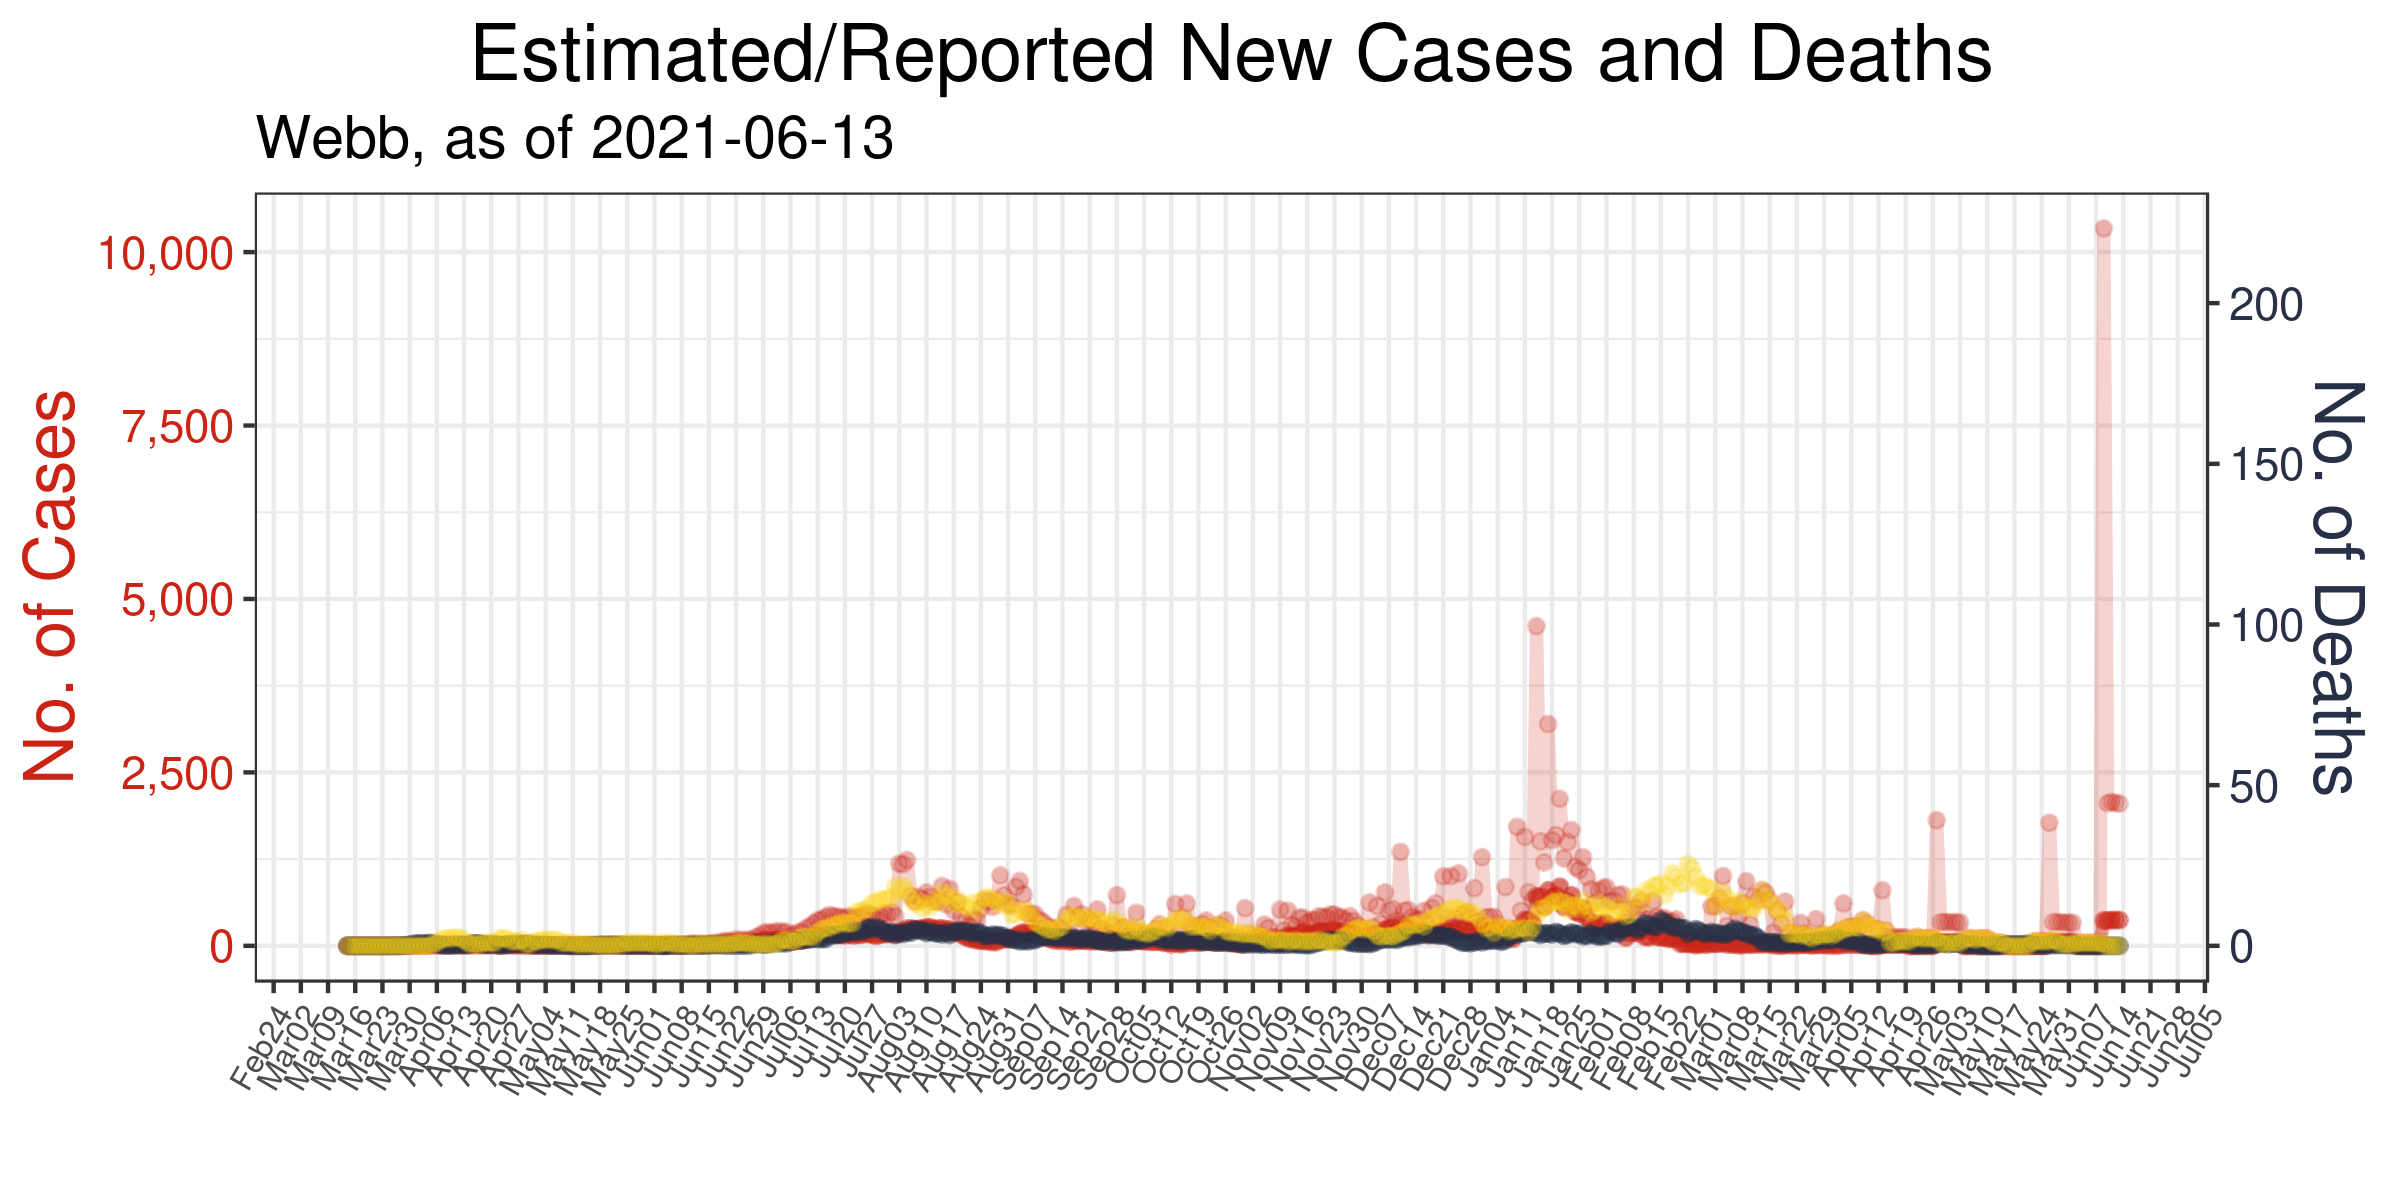 Estimated/Reported New Cases and Deaths
Webb, as of 2021-06-13
No. of Cases
10,000
7,500
5,000
2,500
0
No. of Deaths
200
150
100
50
0
Feb24
Mar02
Mar09
Mar16
Mar23
Mar30
Apr06
Apr13
Apr20
Apr27
May04
May11
May18
May25
Jun01
Jun08
Jun15
Jun22
Jun29
Jul06
Jul13
Jul20
Jul27
Aug03
Aug10
Aug17
Aug24
Aug31
Sep07
Sep14
Sep21
Sep28
Oct05
Oct12
Oct19
Oct26
Nov02
Nov09
Nov16
Nov23
Nov30
Dec07
Dec14
Dec21
Dec28
Jan04
Jan11
Jan18
Jan25
Feb01
Feb08
Feb15
Feb22
Mar01
Mar08
Mar15
Mar22
Mar29
Apr05
Apr12
Apr19
Apr26
May03
May10
May17
May24
May31
Jun07
Jun14
Jun21
Jun28
Jul05